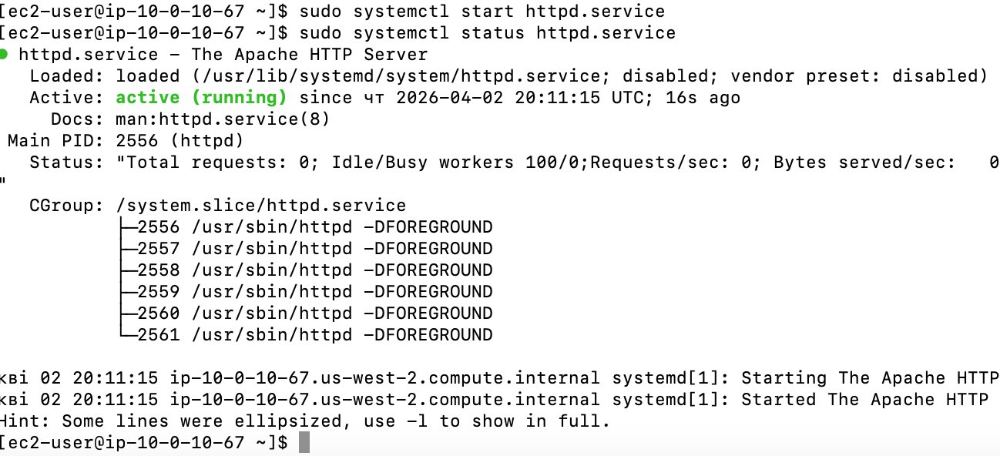 [ec2-user@ip-10-0-10-67 ~]$ sudo systemctl start httpd.service
[ec2-user@ip-10-0-10-67 ~]$ sudo systemctl status httpd.service
● httpd.service – The Apache HTTP Server
   Loaded: loaded (/usr/lib/systemd/system/httpd.service; disabled; vendor preset: disabled)
   Active: active (running) since чт 2026-04-02 20:11:15 UTC; 16s ago
     Docs: man:httpd.service(8)
 Main PID: 2556 (httpd)
   Status: "Total requests: 0; Idle/Busy workers 100/0;Requests/sec: 0; Bytes served/sec:   0
"
   CGroup: /system.slice/httpd.service
           ├─2556 /usr/sbin/httpd -DFOREGROUND
           ├─2557 /usr/sbin/httpd -DFOREGROUND
           ├─2558 /usr/sbin/httpd -DFOREGROUND
           ├─2559 /usr/sbin/httpd -DFOREGROUND
           ├─2560 /usr/sbin/httpd -DFOREGROUND
           └─2561 /usr/sbin/httpd -DFOREGROUND
кві 02 20:11:15 ip-10-0-10-67.us-west-2.compute.internal systemd[1]: Starting The Apache HTTP
кві 02 20:11:15 ip-10-0-10-67.us-west-2.compute.internal systemd[1]: Started The Apache HTTP
Hint: Some lines were ellipsized, use -l to show in full.
[ec2-user@ip-10-0-10-67 ~]$